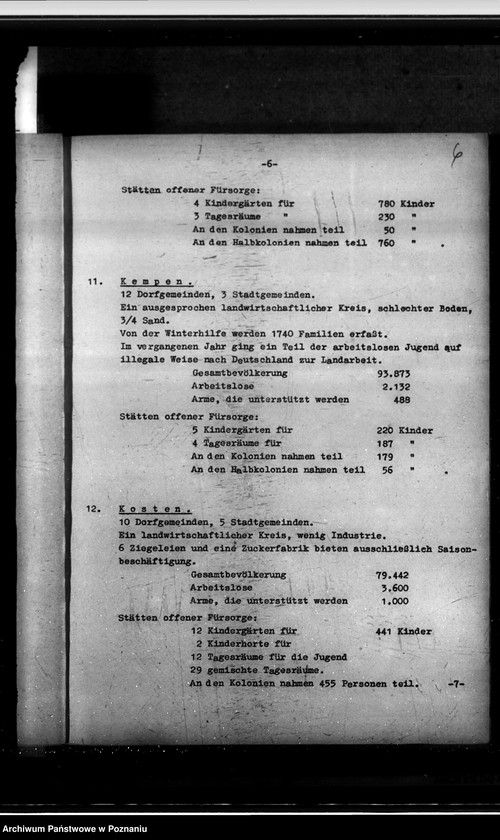 -6-
6
Stätten offener Fürsorge:
4 Kindergärten für 780 Kinder
3 Tagesräume " 230 "
An den Kolonien nahmen teil 50 "
An den Halbkolonien nahmen teil 760 " .
11. Kempen.
12 Dorfgemeinden, 3 Stadtgemeinden.
Ein ausgesprochen landwirtschaftlicher Kreis, schlechter Boden,
3/4 Sand.
Von der Winterhilfe werden 1740 Familien erfaßt.
Im vergangenen Jahr ging ein Teil der arbeitslosen Jugend auf
illegale Weise nach Deutschland zur Landarbeit.
Gesamtbevölkerung 93.873
Arbeitslose 2.132
Arme, die unterstützt werden 488
Stätten offener Fürsorge:
5 Kindergärten für 220 Kinder
4 Tagesräume für 187 "
An den Kolonien nahmen teil 179 "
An den Halbkolonien nahmen teil 56 " .
12. Kosten.
10 Dorfgemeinden, 5 Stadtgemeinden.
Ein landwirtschaftlicher Kreis, wenig Industrie.
6 Ziegeleien und eine Zuckerfabrik bieten ausschließlich Saison-
beschäftigung.
Gesamtbevölkerung 79.442
Arbeitslose 3.600
Arme, die unterstützt werden 1.000
Stätten offener Fürsorge:
12 Kindergärten für 441 Kinder
2 Kinderhorte für
12 Tagesräume für die Jugend
29 gemischte Tagesräume.
An den Kolonien nahmen 455 Personen teil. -7-
Archiwum Państwowe w Poznaniu